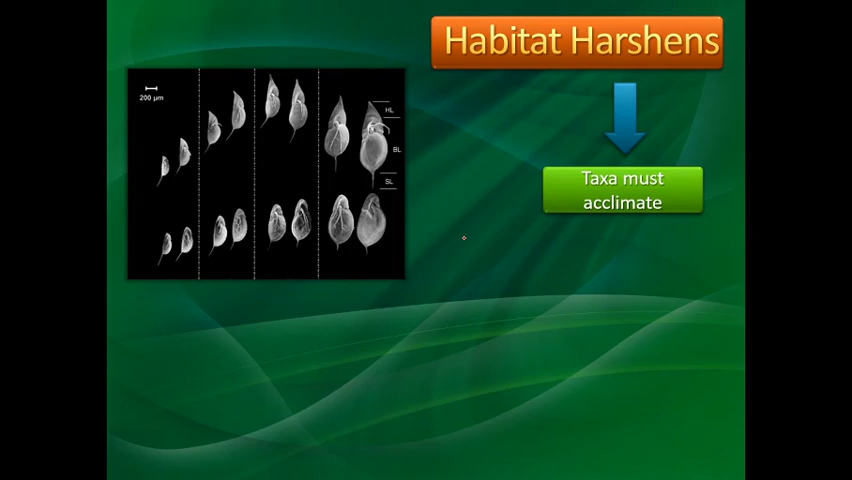 Habitat Harshens
200 µm
HL
BL
SL
Taxa must
acclimate